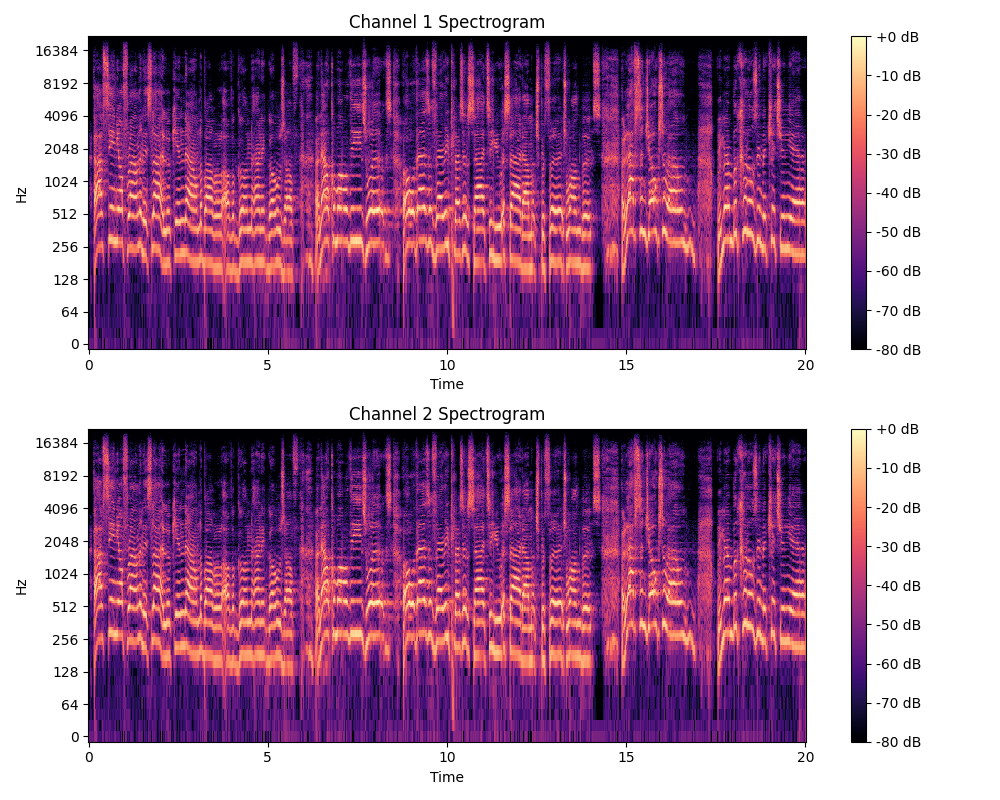 Channel 1 Spectrogram
16384
8192
4096
2048
1024
512
256
128
64
0
Hz
0 5 10 15 20
Time
+0 dB
-10 dB
-20 dB
-30 dB
-40 dB
-50 dB
-60 dB
-70 dB
-80 dB
Channel 2 Spectrogram
16384
8192
4096
2048
1024
512
256
128
64
0
Hz
0 5 10 15 20
Time
+0 dB
-10 dB
-20 dB
-30 dB
-40 dB
-50 dB
-60 dB
-70 dB
-80 dB